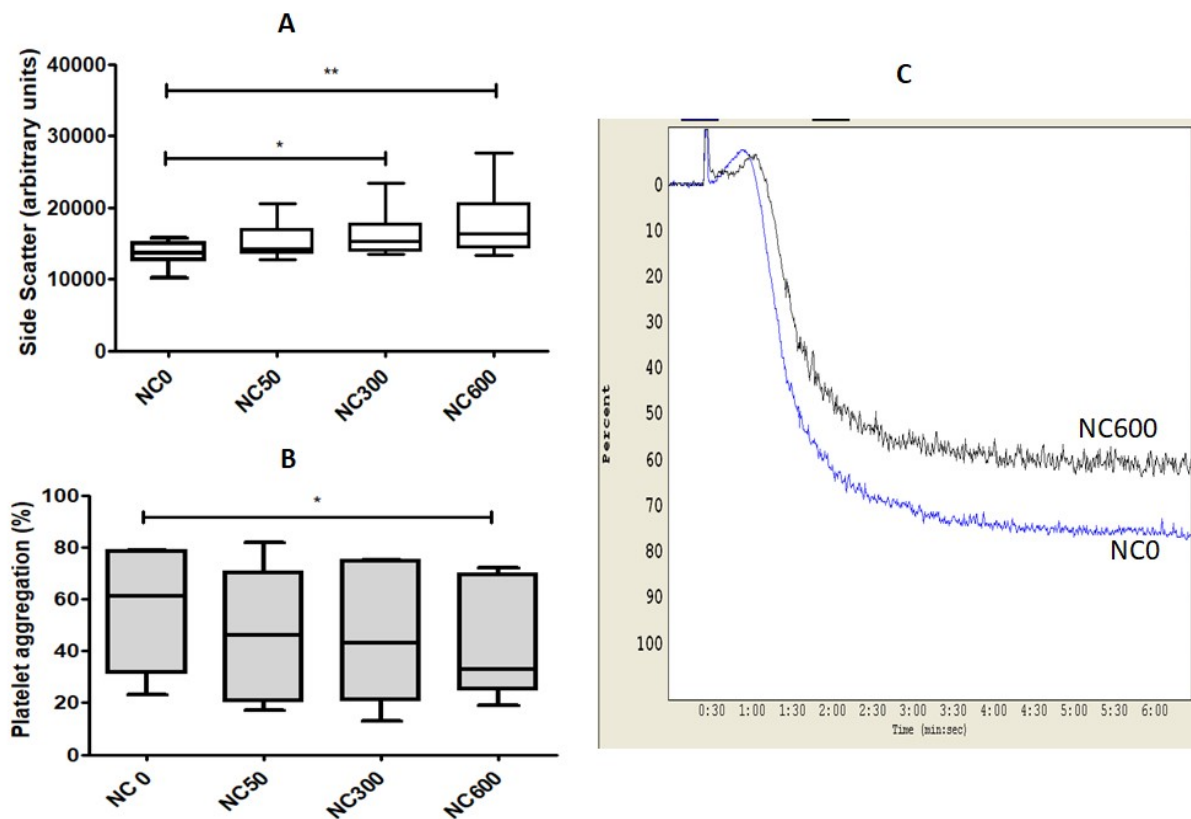 A
Side Scatter (arbitrary units)
40000
30000
20000
10000
0
**
*
NC0
NC50
NC300
NC600
B
Platelet aggregation (%)
100
80
60
40
20
0
*
NC 0
NC50
NC300
NC600
C
Percent
0
10
20
30
40
50
60
70
80
90
100
NC600
NC0
0:30 1:00 1:30 2:00 2:30 3:00 3:30 4:00 4:30 5:00 5:30 6:00
Time (min:sec)